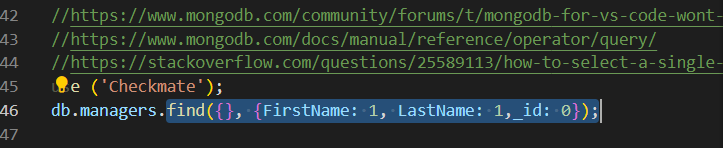 42 //https://www.mongodb.com/community/forums/t/mongodb-for-vs-code-wont-
43 //https://www.mongodb.com/docs/manual/reference/operator/query/
44 //https://stackoverflow.com/questions/25589113/how-to-select-a-single-
45 use ('Checkmate');
46 db.managers.find({}, {FirstName: 1, LastName: 1,_id: 0});
47